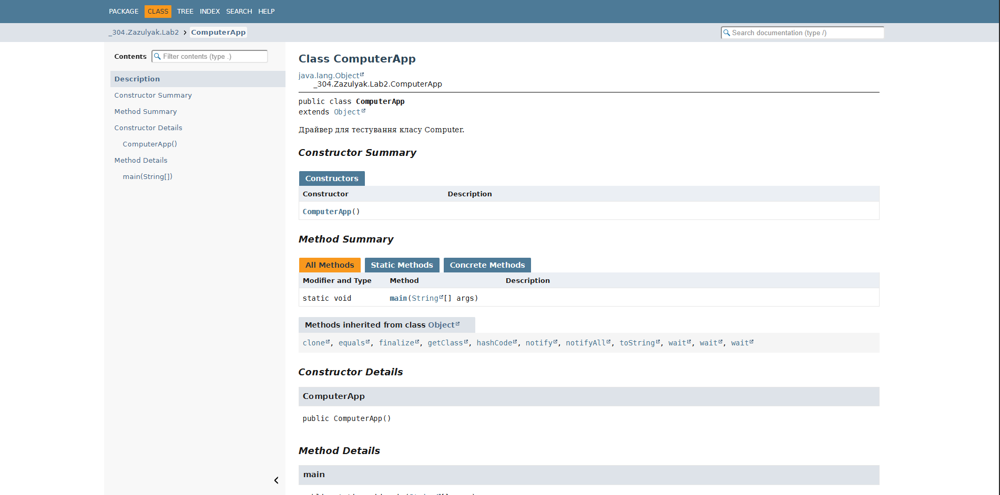 PACKAGE CLASS TREE INDEX SEARCH HELP
_304.Zazulyak.Lab2 > ComputerApp
Search documentation (type /)
Contents
Filter contents (type .)
Description
Constructor Summary
Method Summary
Constructor Details
ComputerApp()
Method Details
main(String[])
Class ComputerApp
java.lang.Object
_304.Zazulyak.Lab2.ComputerApp
public class ComputerApp
extends Object
Драйвер для тестування класу Computer.
Constructor Summary
Constructors
Constructor Description
ComputerApp()
Method Summary
All Methods Static Methods Concrete Methods
Modifier and Type Method Description
static void main(String[] args)
Methods inherited from class Object
clone, equals, finalize, getClass, hashCode, notify, notifyAll, toString, wait, wait, wait
Constructor Details
ComputerApp
public ComputerApp()
Method Details
main